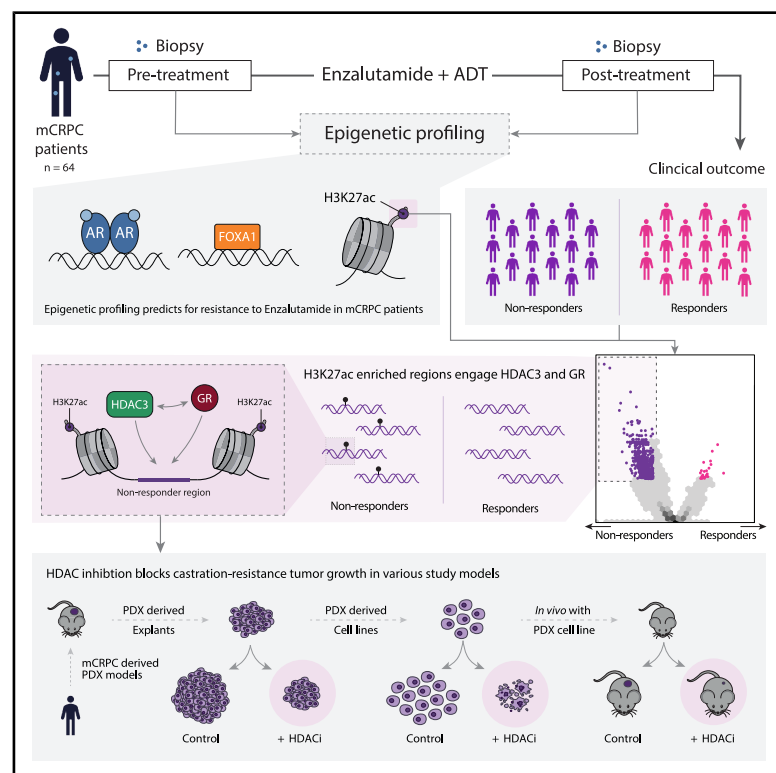 Biopsy
Biopsy
Pre-treatment
Enzalutamide + ADT
Post-treatment
mCRPC
patients
n = 64
Epigenetic profiling
Clincical outcome
H3K27ac
AR
AR
FOXA1
Epigenetic profiling predicts for resistance to Enzalutamide in mCRPC patients
Non-responders
Responders
H3K27ac enriched regions engage HDAC3 and GR
H3K27ac
HDAC3
GR
H3K27ac
Non-responder region
Non-responders
Responders
Non-responders
Responders
HDAC inhibtion blocks castration-resistance tumor growth in various study models
PDX derived
Explants
PDX derived
Cell lines
In vivo with
PDX cell line
mCRPC derived
PDX models
Control
+ HDACi
Control
+ HDACi
Control
+ HDACi